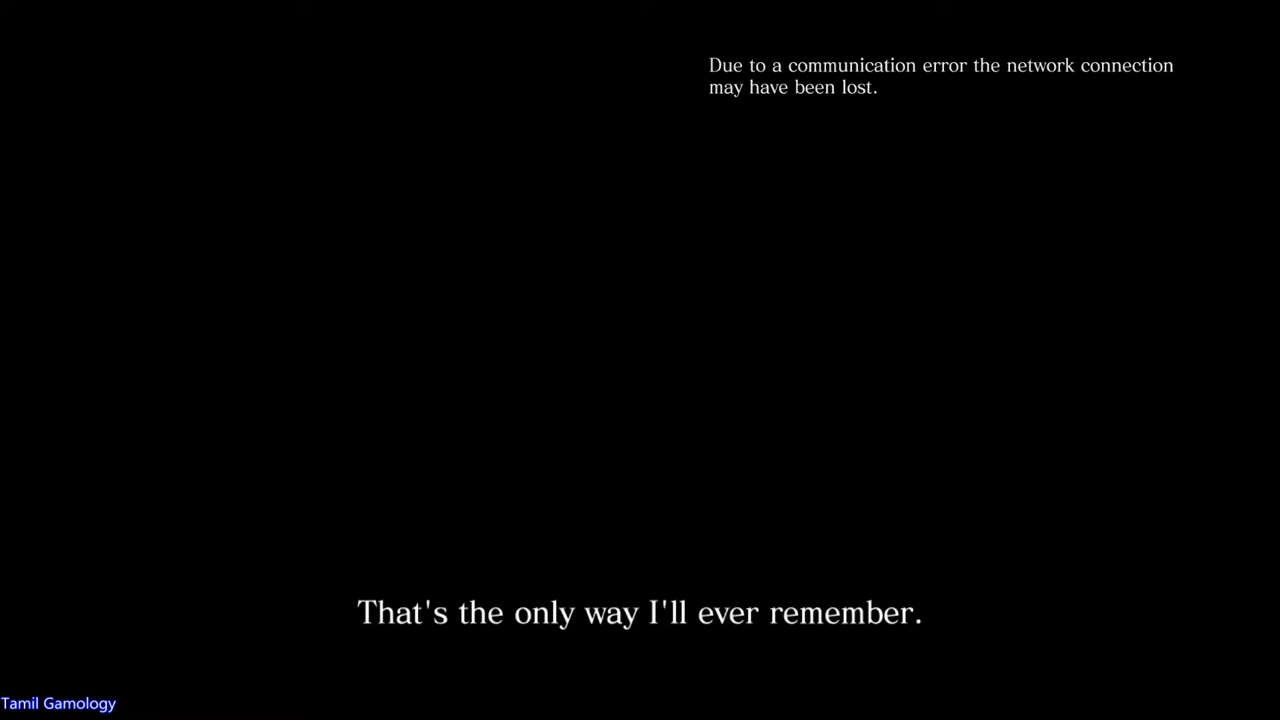 Due to a communication error the network connection
may have been lost.
That's the only way I'll ever remember.
Tamil Gamology